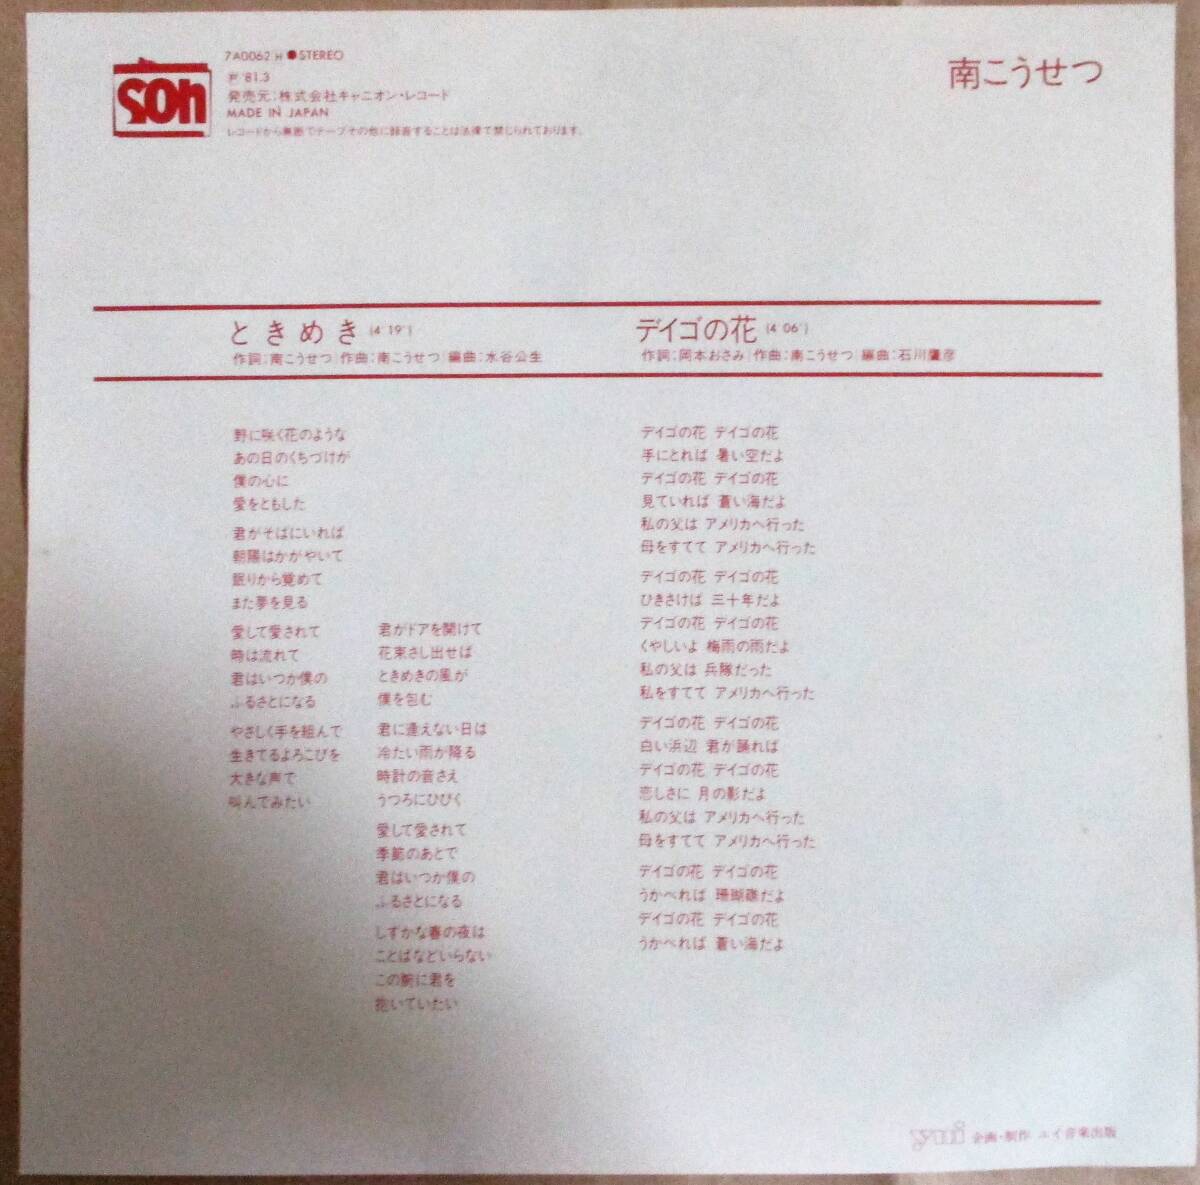 soh
7A0062 H ●STEREO
Ⓟ '81.3
発売元:株式会社キャニオン・レコード
MADE IN JAPAN
レコードから無断でテープその他に録音することは法律で禁じられております。
南こうせつ
ときめき (4'19")
作詞:南こうせつ|作曲:南こうせつ|編曲:水谷公生
野に咲く花のような
あの日のくちづけが
僕の心に
愛をともした
君がそばにいれば
朝陽はかがやいて
眠りから覚めて
また夢を見る
愛して愛されて
時は流れて
君はいつか僕の
ふるさとになる
やさしく手を組んで
生きてるよろこびを
大きな声で
叫んでみたい
君がドアを開けて
花束さし出せば
ときめきの風が
僕を包む
君に逢えない日は
冷たい雨が降る
時計の音さえ
うつろにひびく
愛して愛されて
季節のあとで
君はいつか僕の
ふるさとになる
しずかな春の夜は
ことばなどいらない
この腕に君を
抱いていたい
デイゴの花 (4'06")
作詞:岡本おさみ|作曲:南こうせつ|編曲:石川鷹彦
デイゴの花 デイゴの花
手にとれば 暑い空だよ
デイゴの花 デイゴの花
見ていれば 蒼い海だよ
私の父は アメリカへ行った
母をすてて アメリカへ行った
デイゴの花 デイゴの花
ひきさけば 三十年だよ
デイゴの花 デイゴの花
くやしいよ 梅雨の雨だよ
私の父は 兵隊だった
私をすてて アメリカへ行った
デイゴの花 デイゴの花
白い浜辺 君が踊れば
デイゴの花 デイゴの花
恋しさに 月の影だよ
私の父は アメリカへ行った
母をすてて アメリカへ行った
デイゴの花 デイゴの花
うかべれば 珊瑚礁だよ
デイゴの花 デイゴの花
うかべれば 蒼い海だよ
yui 企画・制作 ユイ音楽出版